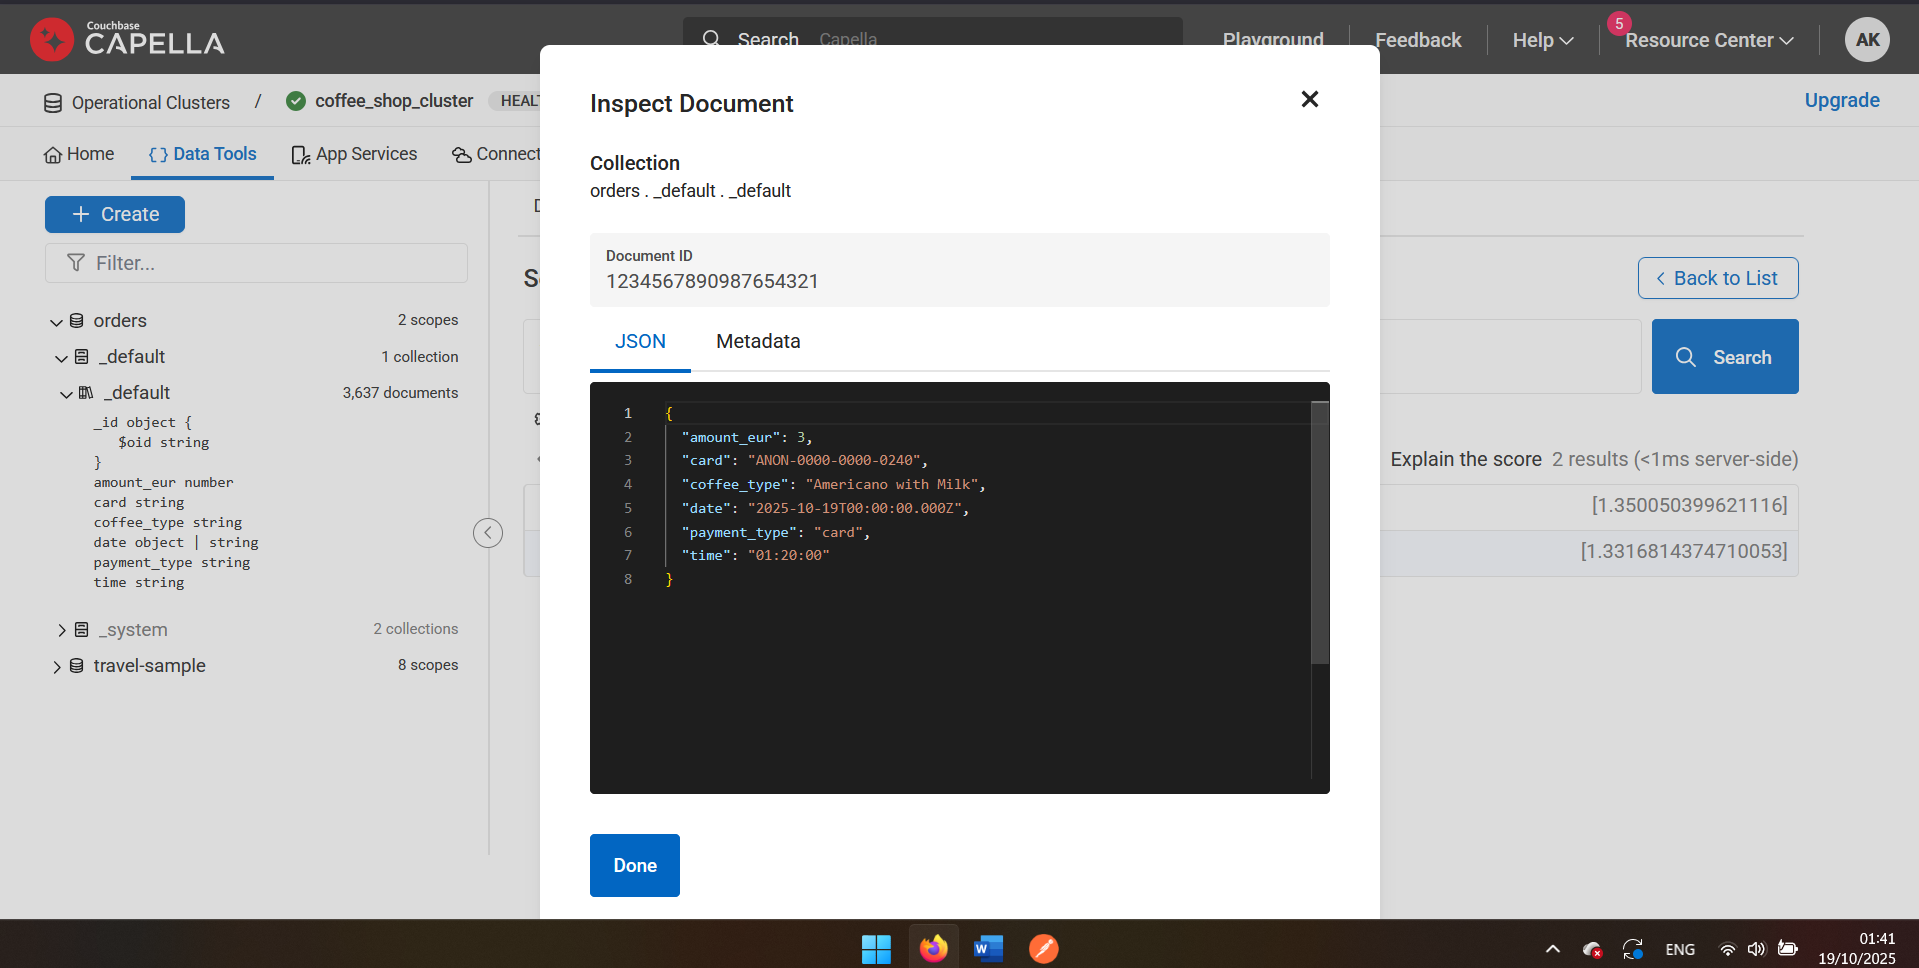 Couchbase
CAPELLA
Search Capella
Playground
Feedback
Help
5
Resource Center
AK
Operational Clusters / coffee_shop_cluster
Upgrade
Home
{} Data Tools
App Services
Connect
+ Create
Filter...
orders 2 scopes
_default 1 collection
_default 3,637 documents
_id object {
$oid string
}
amount_eur number
card string
coffee_type string
date object | string
payment_type string
time string
_system 2 collections
travel-sample 8 scopes
Inspect Document
Collection
orders . _default . _default
Document ID
1234567890987654321
JSON Metadata
1 {
2 "amount_eur": 3,
3 "card": "ANON-0000-0000-0240",
4 "coffee_type": "Americano with Milk",
5 "date": "2025-10-19T00:00:00.000Z",
6 "payment_type": "card",
7 "time": "01:20:00"
8 }
Done
< Back to List
Search
Explain the score 2 results (<1ms server-side)
[1.350050399621116]
[1.3316814374710053]
W
ENG
01:41
19/10/2025